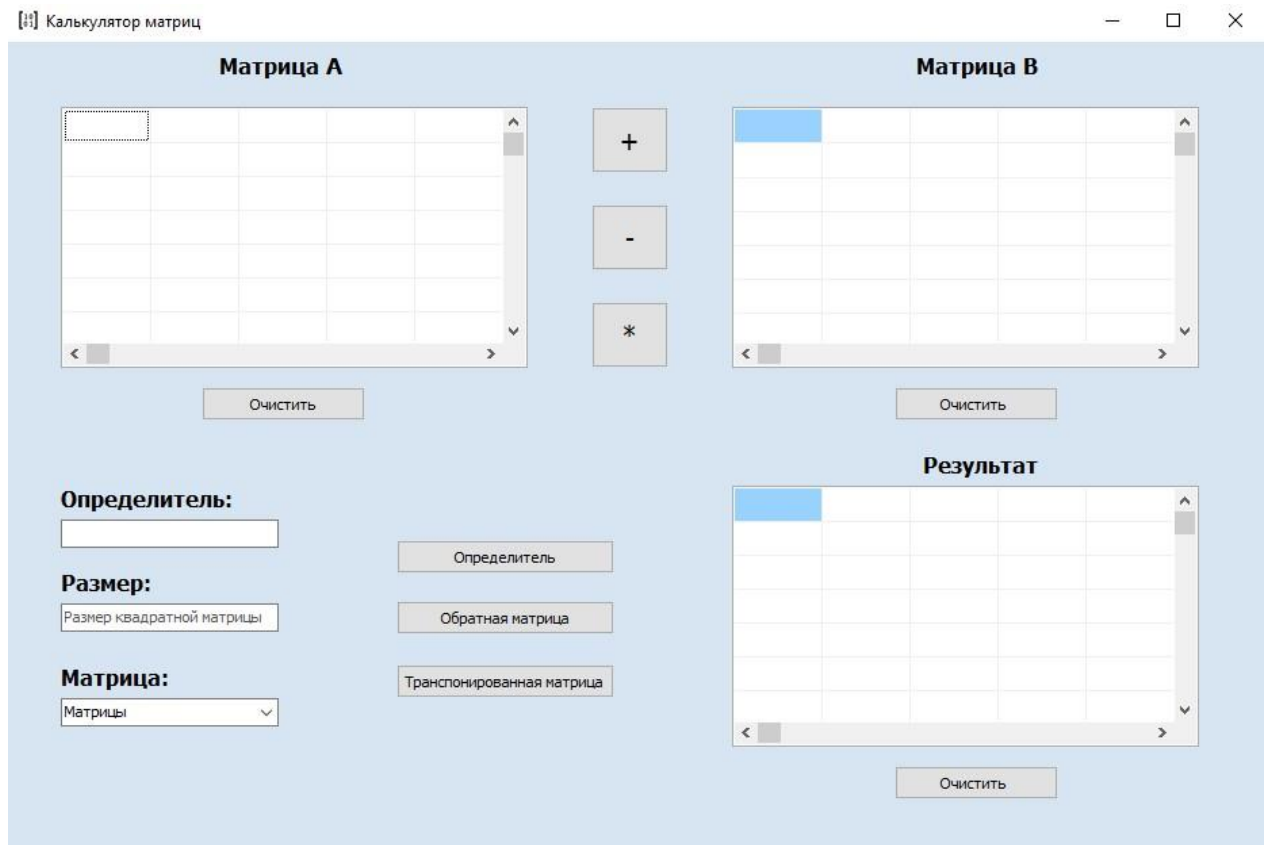 Калькулятор матриц
Матрица A
Матрица B
+
-
*
Очистить
Очистить
Результат
Определитель:
Определитель
Размер:
Размер квадратной матрицы
Обратная матрица
Матрица:
Транспонированная матрица
Матрицы
Очистить